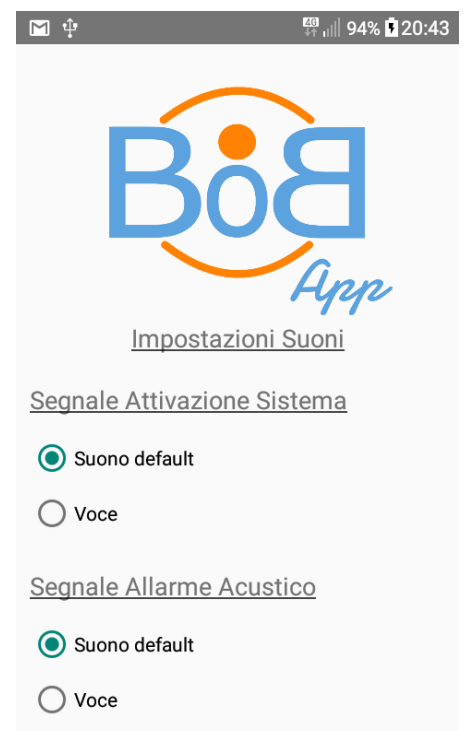 4G 94% 20:43
BoB
App
Impostazioni Suoni
Segnale Attivazione Sistema
Suono default
Voce
Segnale Allarme Acustico
Suono default
Voce